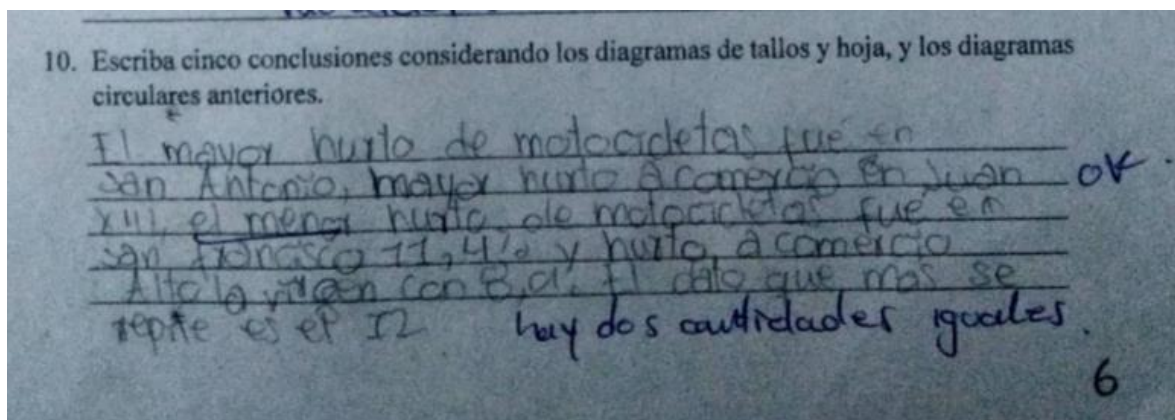 10. Escriba cinco conclusiones considerando los diagramas de tallos y hoja, y los diagramas
circulares anteriores.
El mayor hurto de motocicletas fue en
san Antonio, mayor hurto a comercio en Juan ok
XIII, el menor hurto de motocicletas fue en
san francisco 11,4% y hurto a comercio
Alto la virgen con El dato que mas se
repite es el 12 hay dos cantidades iguales.
6